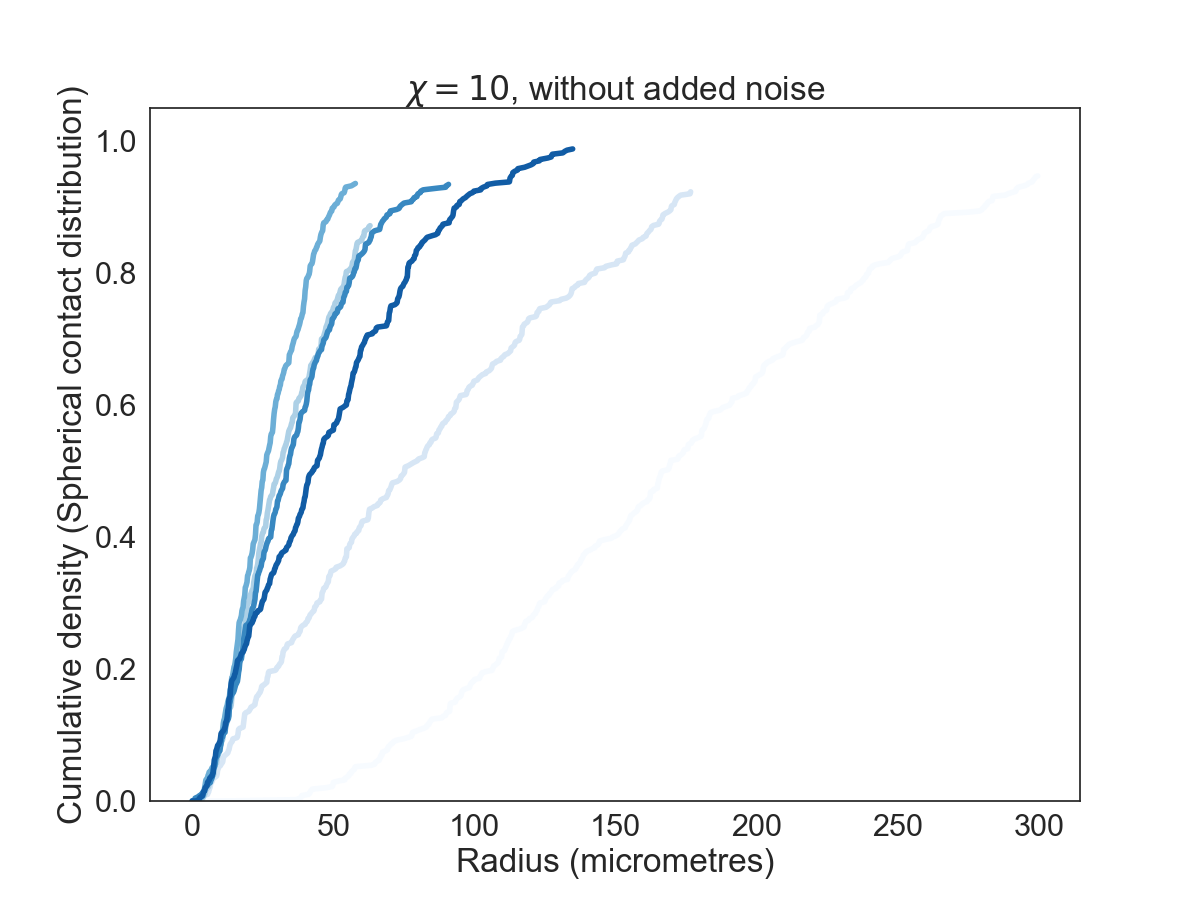 χ = 10, without added noise
Cumulative density (Spherical contact distribution)
1.0
0.8
0.6
0.4
0.2
0.0
0 50 100 150 200 250 300
Radius (micrometres)